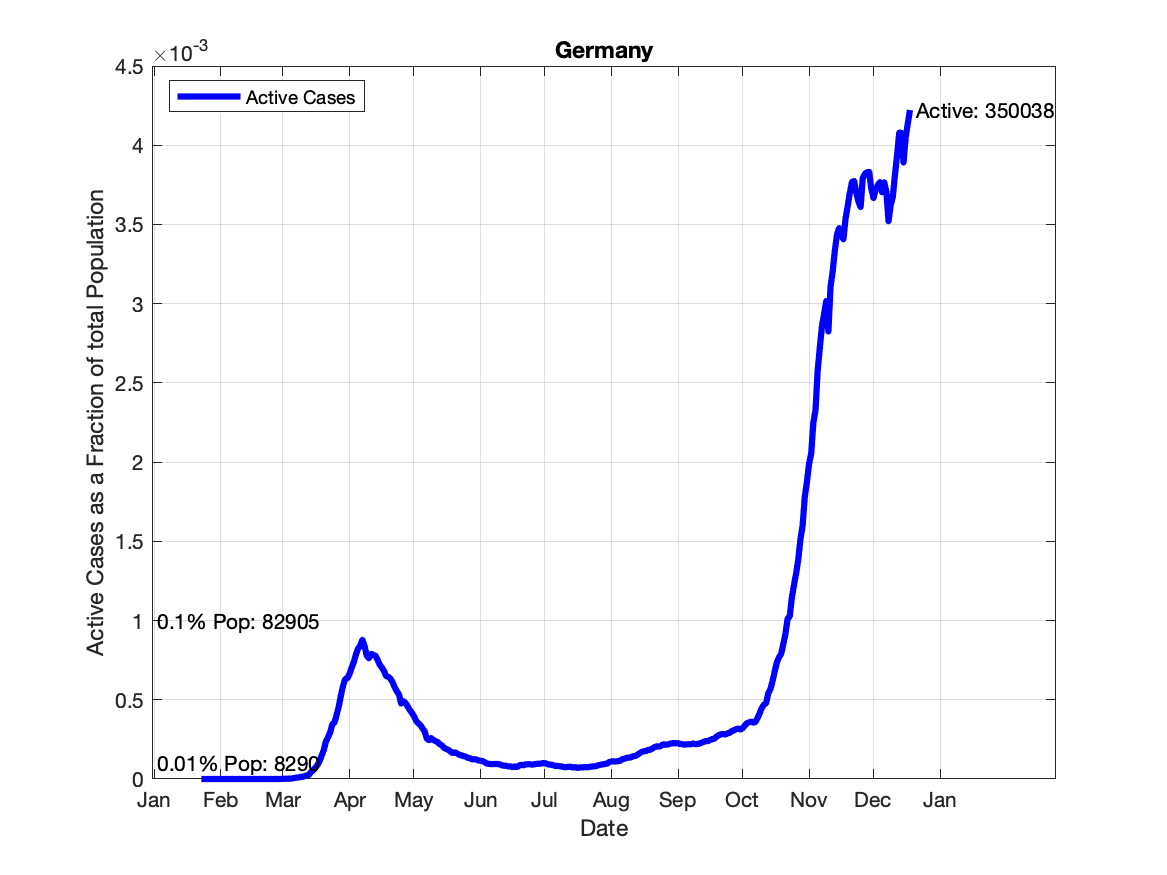 Germany
×10-3
4.5
4
3.5
3
2.5
2
1.5
1
0.5
0
Active Cases as a Fraction of total Population
Active Cases
Active: 350038
0.1% Pop: 82905
0.01% Pop: 8290
Jan Feb Mar Apr May Jun Jul Aug Sep Oct Nov Dec Jan
Date